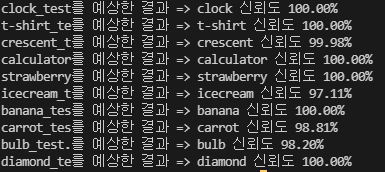 clock_test를 예상한 결과 => clock 신뢰도 100.00%
t-shirt_te를 예상한 결과 => t-shirt 신뢰도 100.00%
crescent_t를 예상한 결과 => crescent 신뢰도 99.98%
calculator를 예상한 결과 => calculator 신뢰도 100.00%
strawberry를 예상한 결과 => strawberry 신뢰도 100.00%
icecream_t를 예상한 결과 => icecream 신뢰도 97.11%
banana_tes를 예상한 결과 => banana 신뢰도 100.00%
carrot_tes를 예상한 결과 => carrot 신뢰도 98.81%
bulb_test.를 예상한 결과 => bulb 신뢰도 98.20%
diamond_te를 예상한 결과 => diamond 신뢰도 100.00%